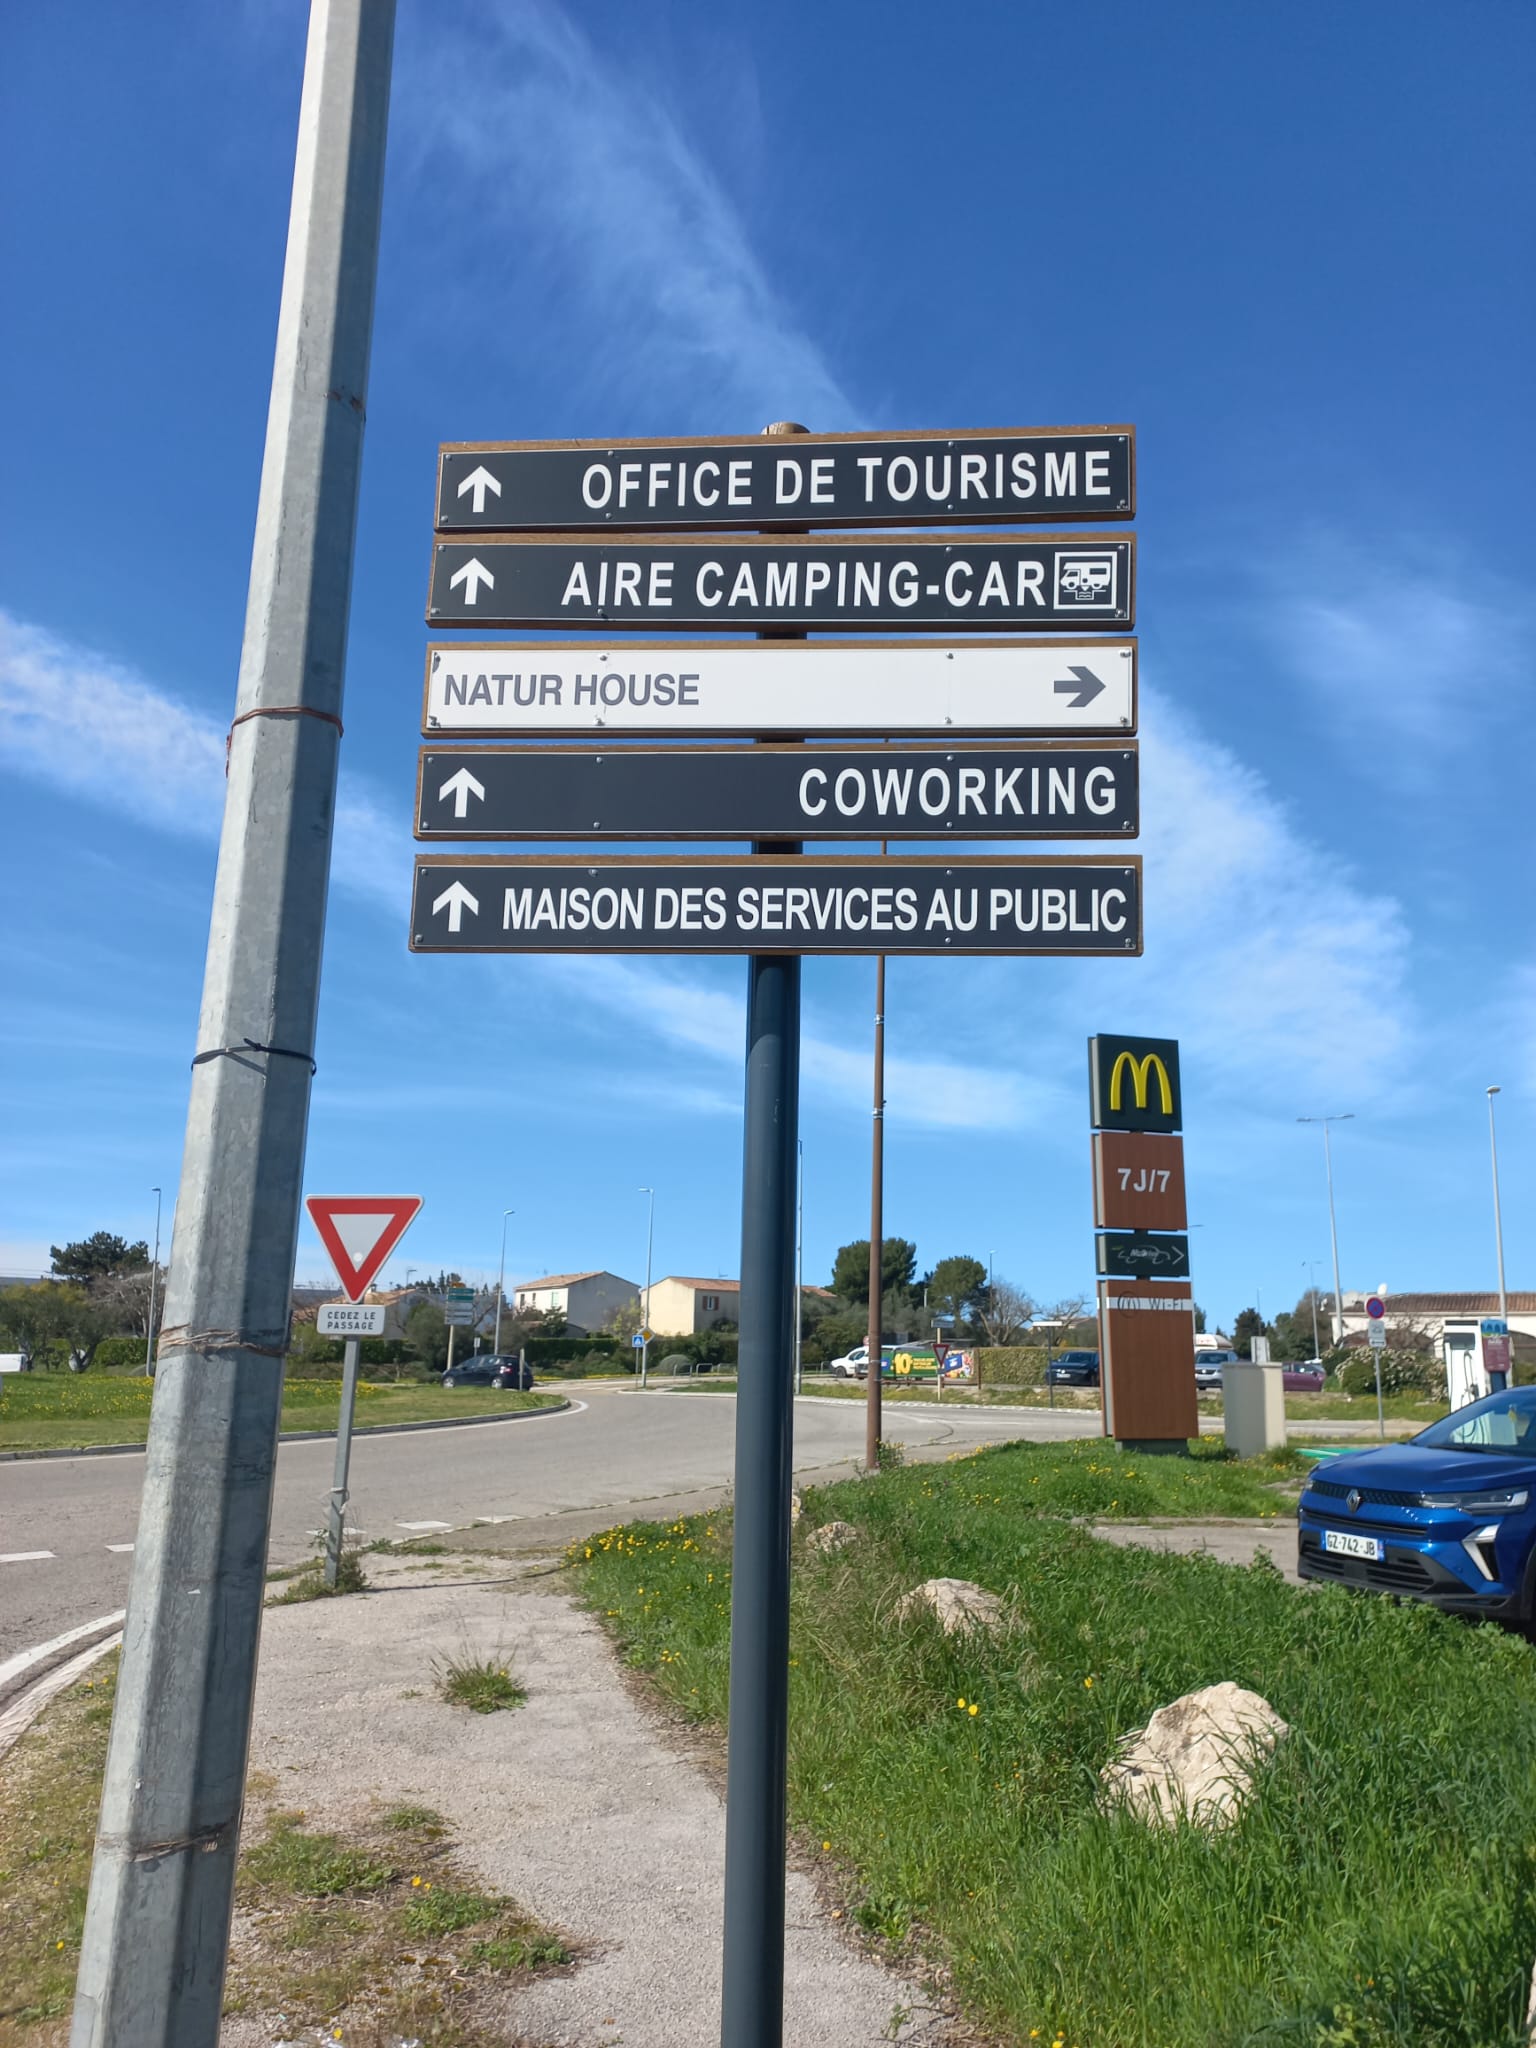 OFFICE DE TOURISME
AIRE CAMPING-CAR
NATUR HOUSE
COWORKING
MAISON DES SERVICES AU PUBLIC
7J/7
CEDEZ LE
PASSAGE
10
GZ-742-JB